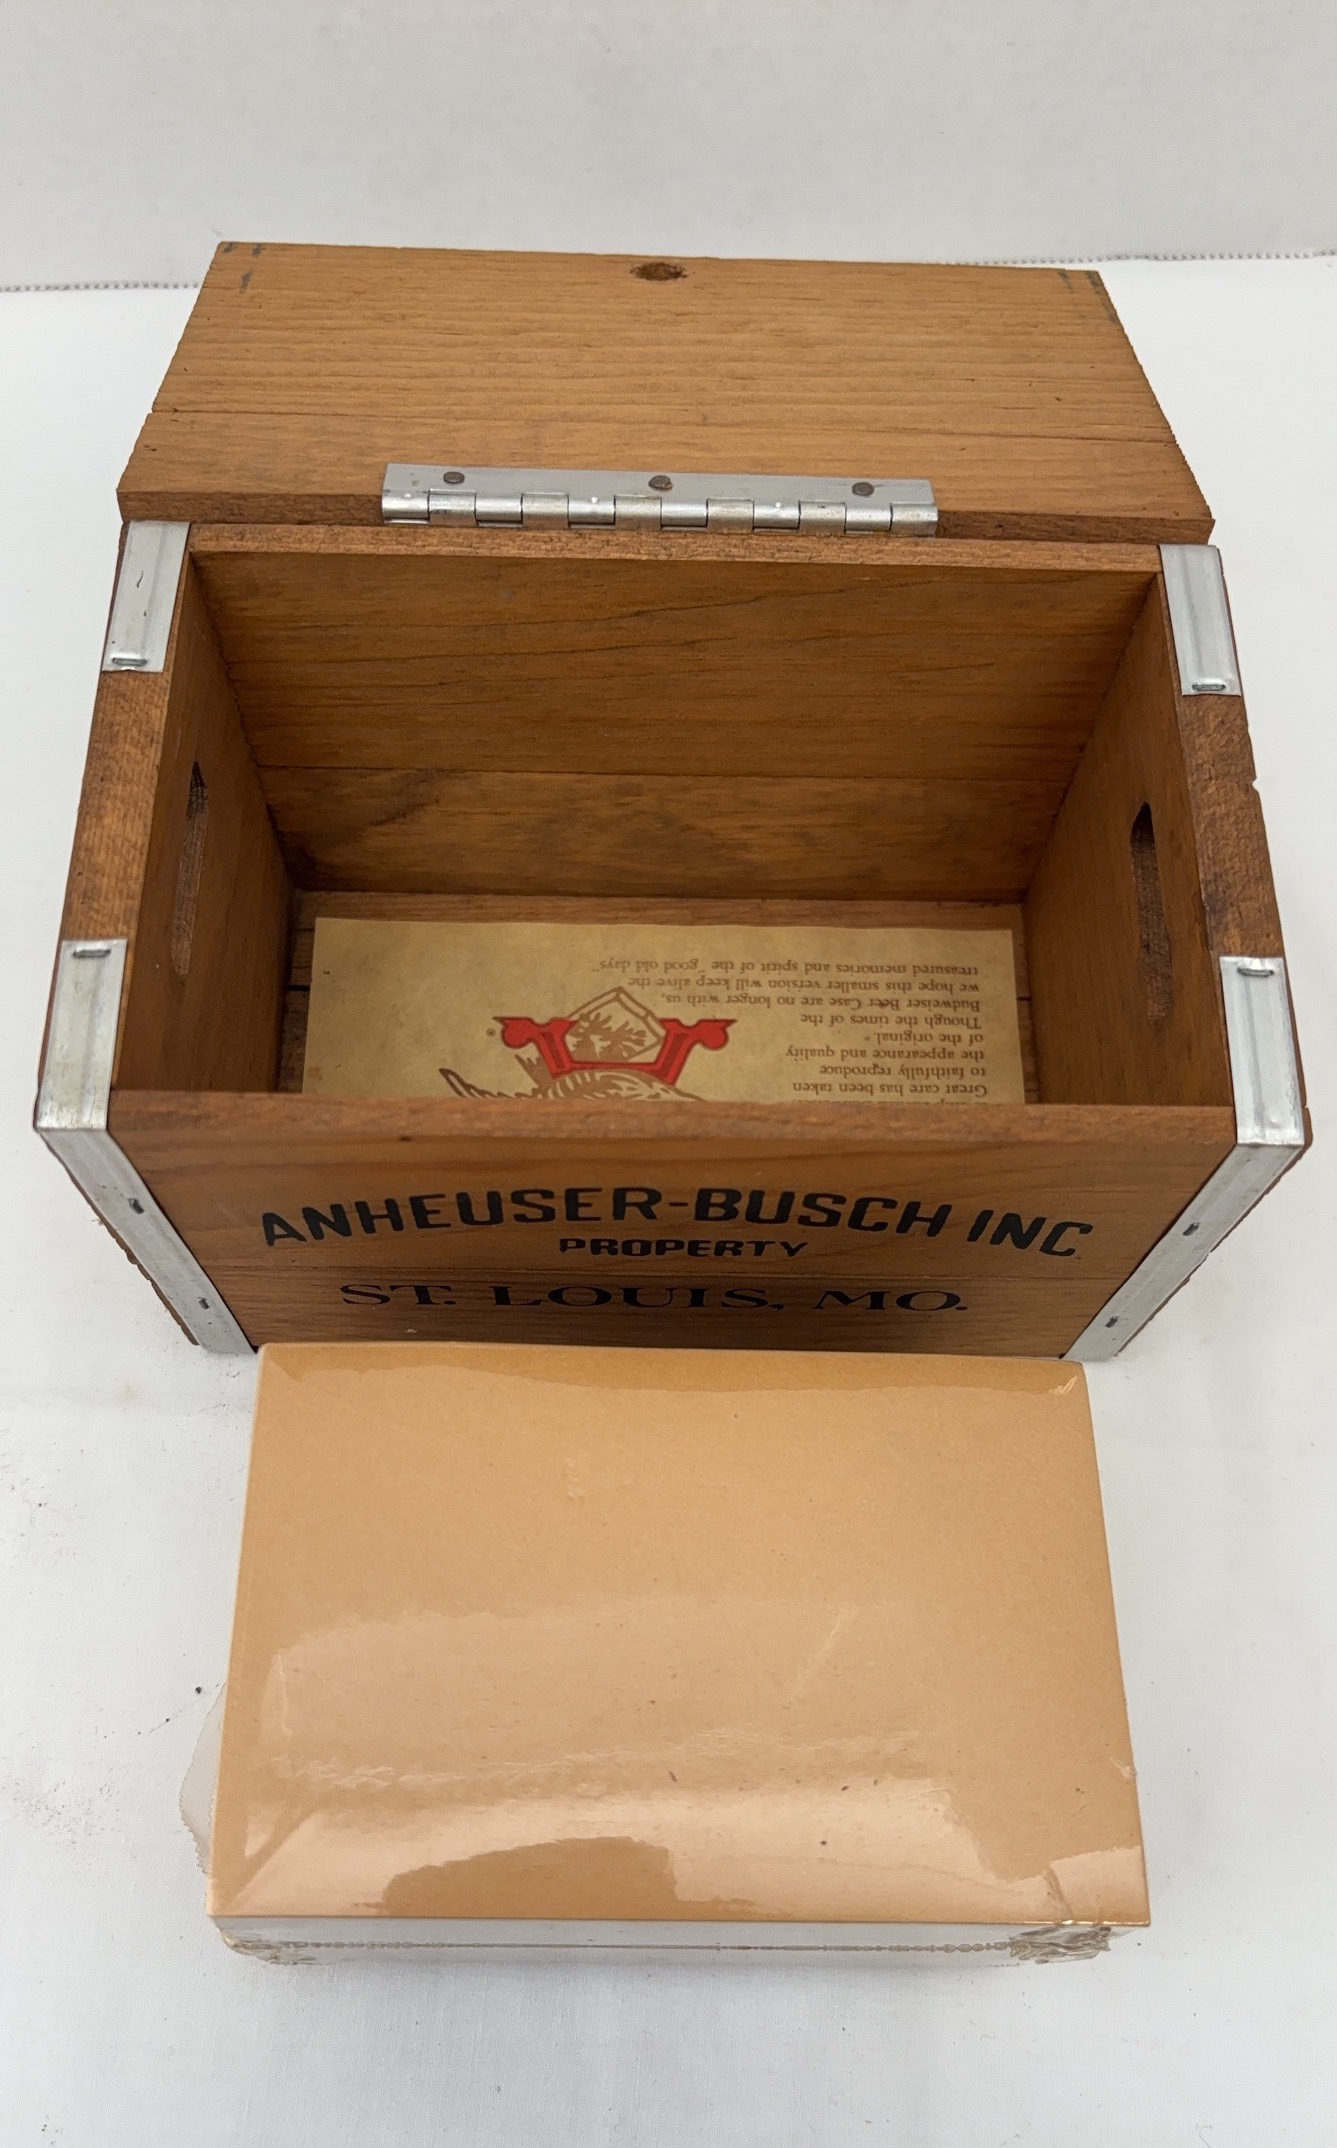 Great care has been taken
to faithfully reproduce
the appearance and quality
of the original.
Though the times of the
Budweiser Beer Case are no longer with us,
we hope this smaller version will keep alive the
treasured memories and spirit of the "good old days".
®
ANHEUSER-BUSCH INC.
PROPERTY
ST. LOUIS, MO.